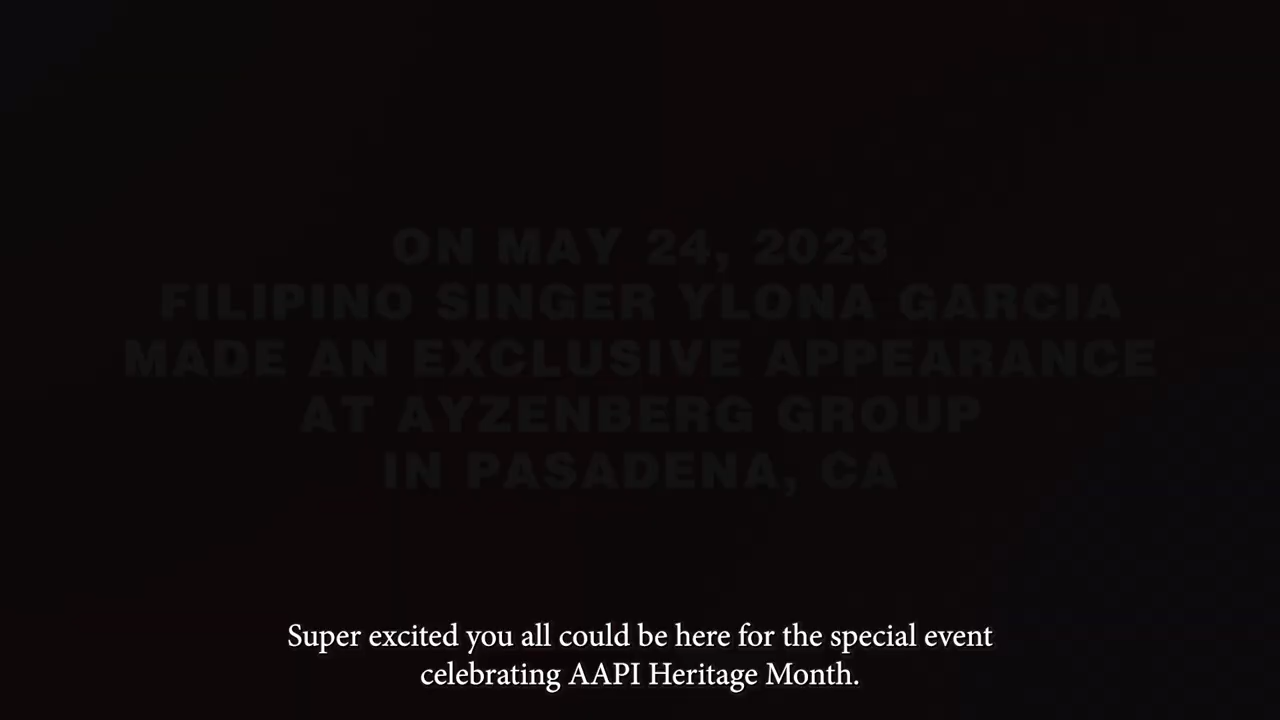 ON MAY 24, 2023
FILIPINO SINGER YLONA GARCIA
MADE AN EXCLUSIVE APPEARANCE
AT AYZENBERG GROUP
IN PASADENA, CA
Super excited you all could be here for the special event
celebrating AAPI Heritage Month.